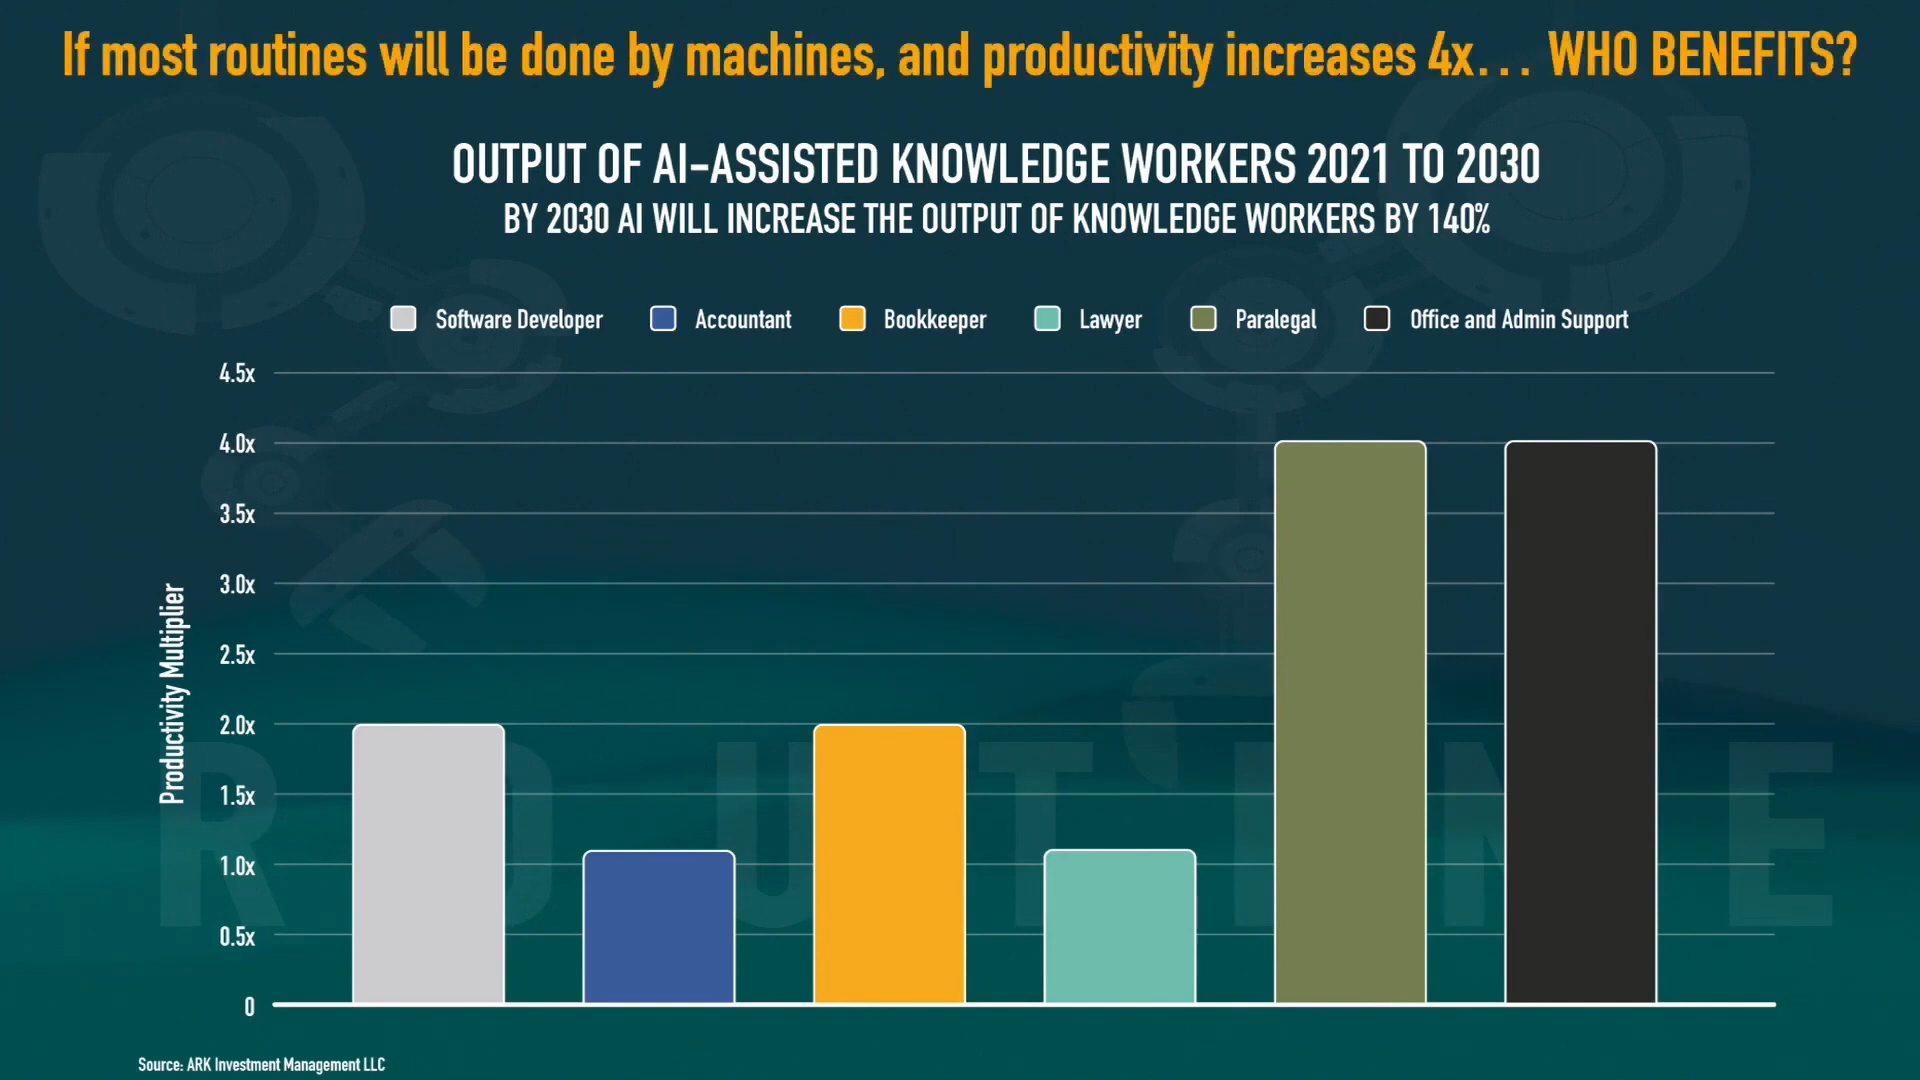 If most routines will be done by machines, and productivity increases 4x... WHO BENEFITS?
OUTPUT OF AI-ASSISTED KNOWLEDGE WORKERS 2021 TO 2030
BY 2030 AI WILL INCREASE THE OUTPUT OF KNOWLEDGE WORKERS BY 140%
Software Developer Accountant Bookkeeper Lawyer Paralegal Office and Admin Support
4.5x
4.0x
3.5x
3.0x
2.5x
2.0x
1.5x
1.0x
0.5x
0
Productivity Multiplier
ROUTINE
Source: ARK Investment Management LLC